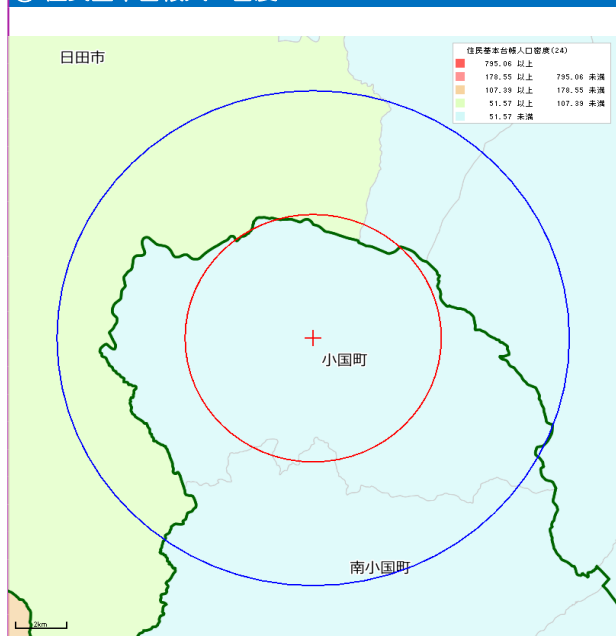 日田市
住民基本台帳人口密度(24)
795.06 以上
178.55 以上 795.06 未満
107.39 以上 178.55 未満
51.57 以上 107.39 未満
51.57 未満
小国町
南小国町
2km